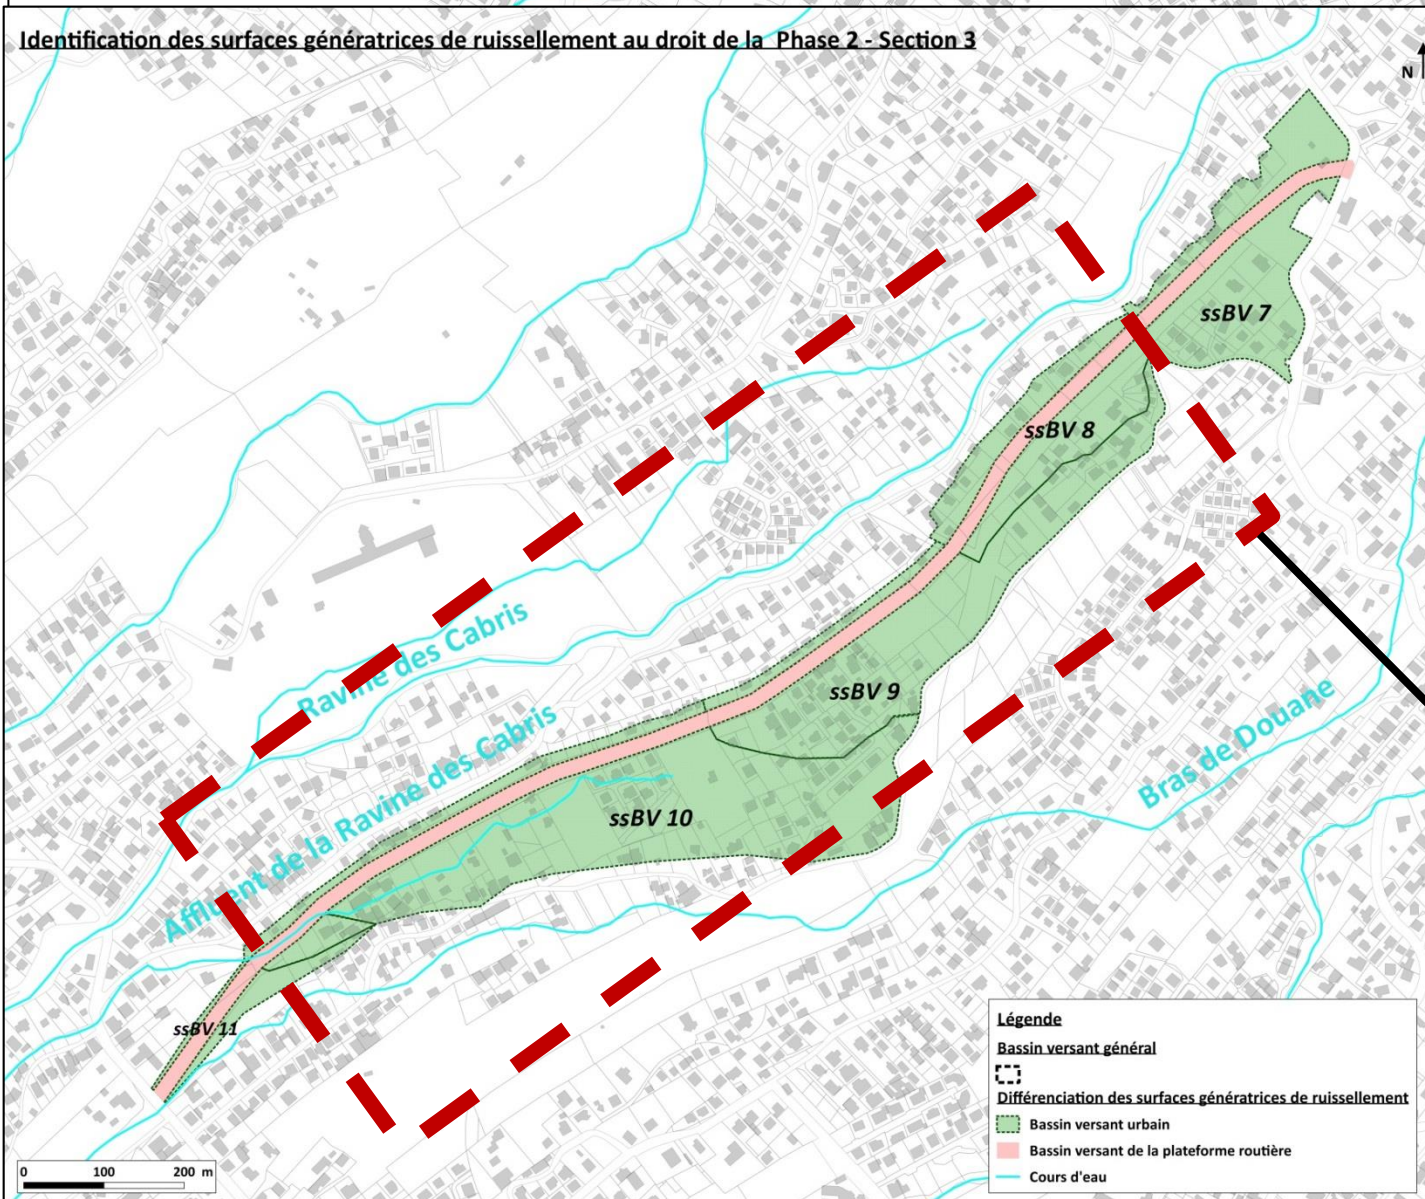 Identification des surfaces génératrices de ruissellement au droit de la Phase 2 - Section 3
N
ssBV 7
ssBV 8
Ravine des Cabris
ssBV 9
Affluent de la Ravine des Cabris
Bras de Douane
ssBV 10
ssBV 11
Légende
Bassin versant général
Différenciation des surfaces génératrices de ruissellement
Bassin versant urbain
Bassin versant de la plateforme routière
Cours d'eau
0 100 200 m